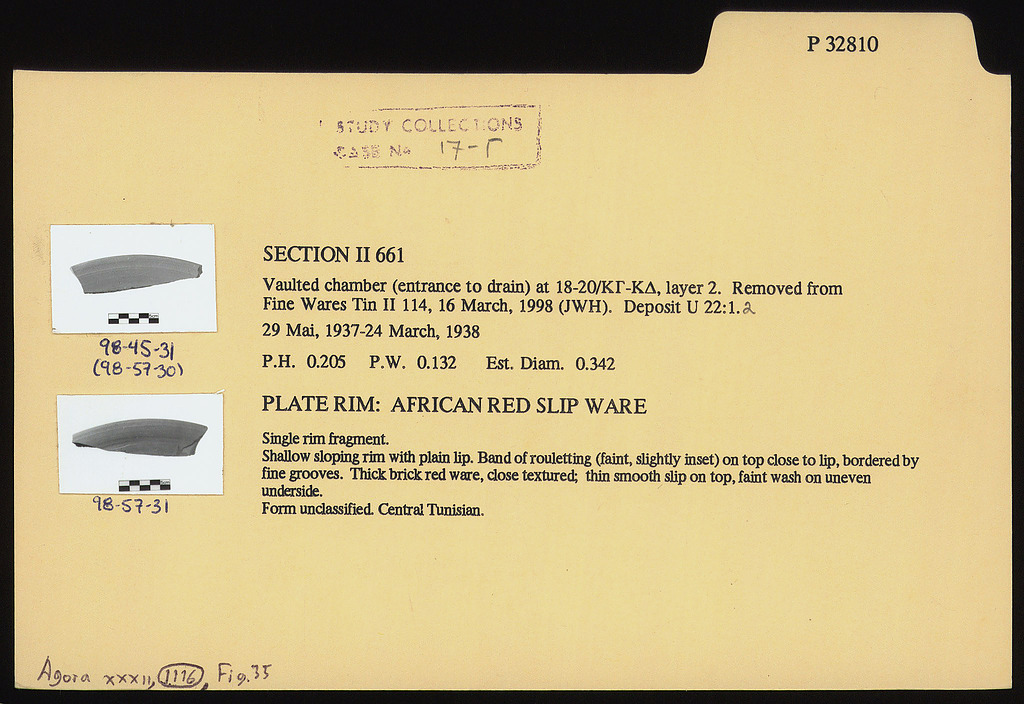 P 32810
STUDY COLLECTIONS
CASE No 17-Γ
SECTION II 661
Vaulted chamber (entrance to drain) at 18-20/ΚΓ-ΚΔ, layer 2. Removed from
Fine Wares Tin II 114, 16 March, 1998 (JWH). Deposit U 22:1.2
29 Mai, 1937-24 March, 1938
P.H. 0.205 P.W. 0.132 Est. Diam. 0.342
98-45-31
(98-57-30)
PLATE RIM: AFRICAN RED SLIP WARE
Single rim fragment.
Shallow sloping rim with plain lip. Band of rouletting (faint, slightly inset) on top close to lip, bordered by
fine grooves. Thick brick red ware, close textured; thin smooth slip on top, faint wash on uneven
underside.
Form unclassified. Central Tunisian.
98-57-31
Agora XXXII, 1116, Fig. 35